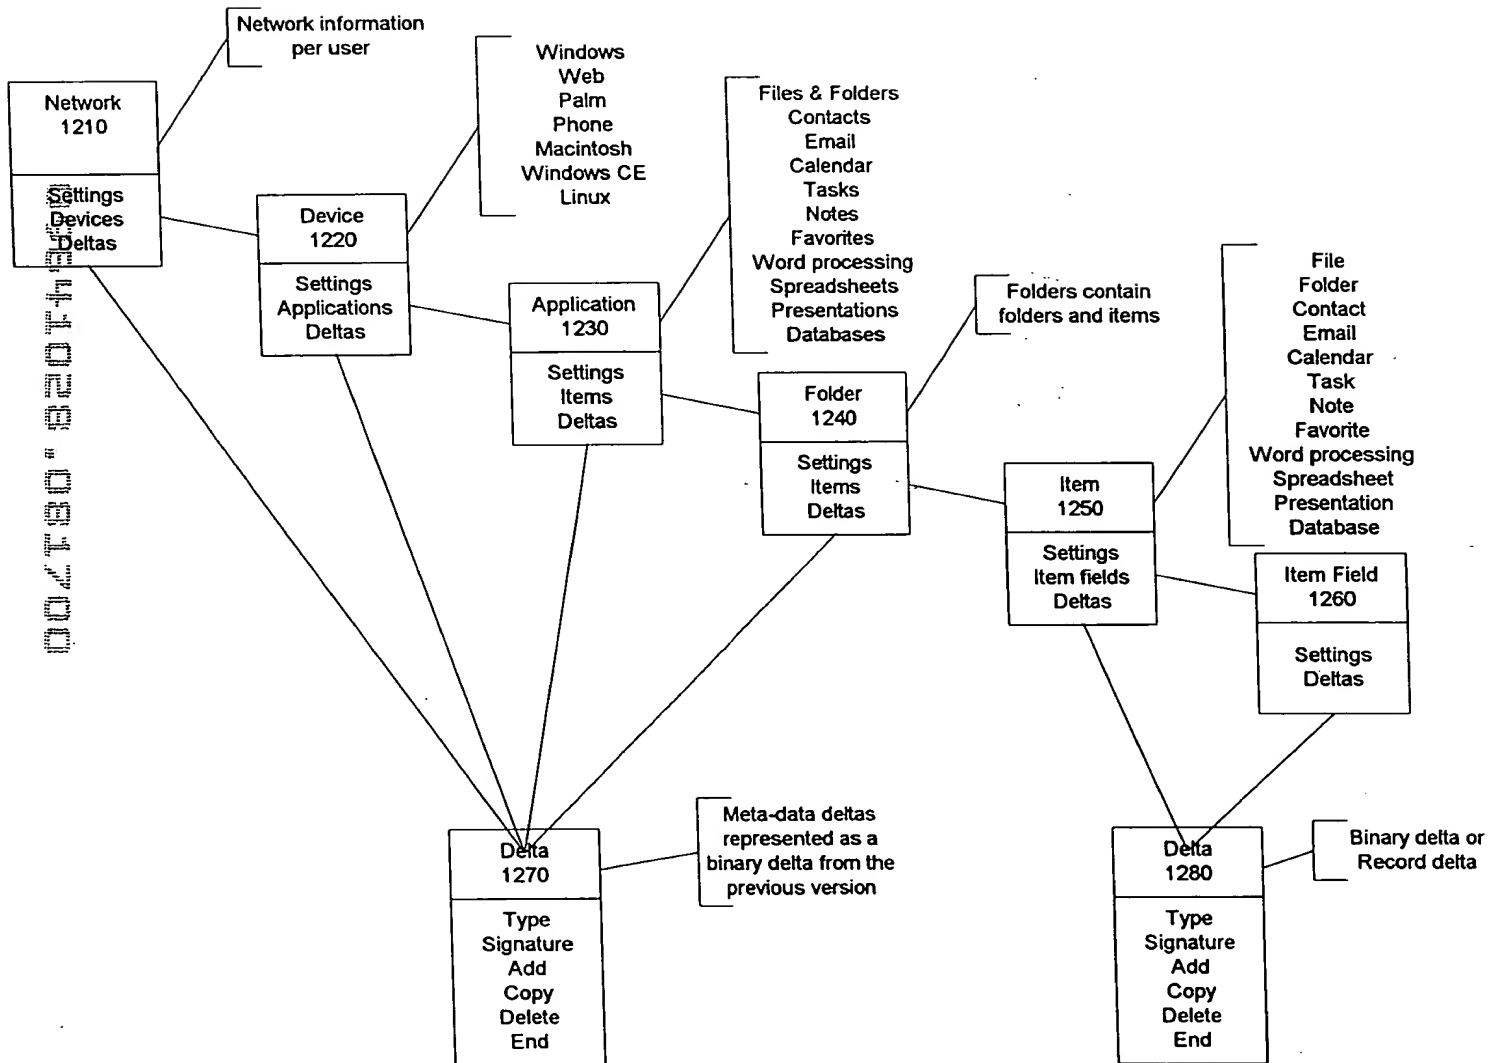 Network information
per user
Network
1210
Settings
Devices
Deltas
Windows
Web
Palm
Phone
Macintosh
Windows CE
Linux
Device
1220
Settings
Applications
Deltas
Files & Folders
Contacts
Email
Calendar
Tasks
Notes
Favorites
Word processing
Spreadsheets
Presentations
Databases
Application
1230
Settings
Items
Deltas
Folders contain
folders and items
Folder
1240
Settings
Items
Deltas
File
Folder
Contact
Email
Calendar
Task
Note
Favorite
Word processing
Spreadsheet
Presentation
Database
Item
1250
Settings
Item fields
Deltas
Item Field
1260
Settings
Deltas
Meta-data deltas
represented as a
binary delta from the
previous version
Delta
1270
Type
Signature
Add
Copy
Delete
End
Binary delta or
Record delta
Delta
1280
Type
Signature
Add
Copy
Delete
End